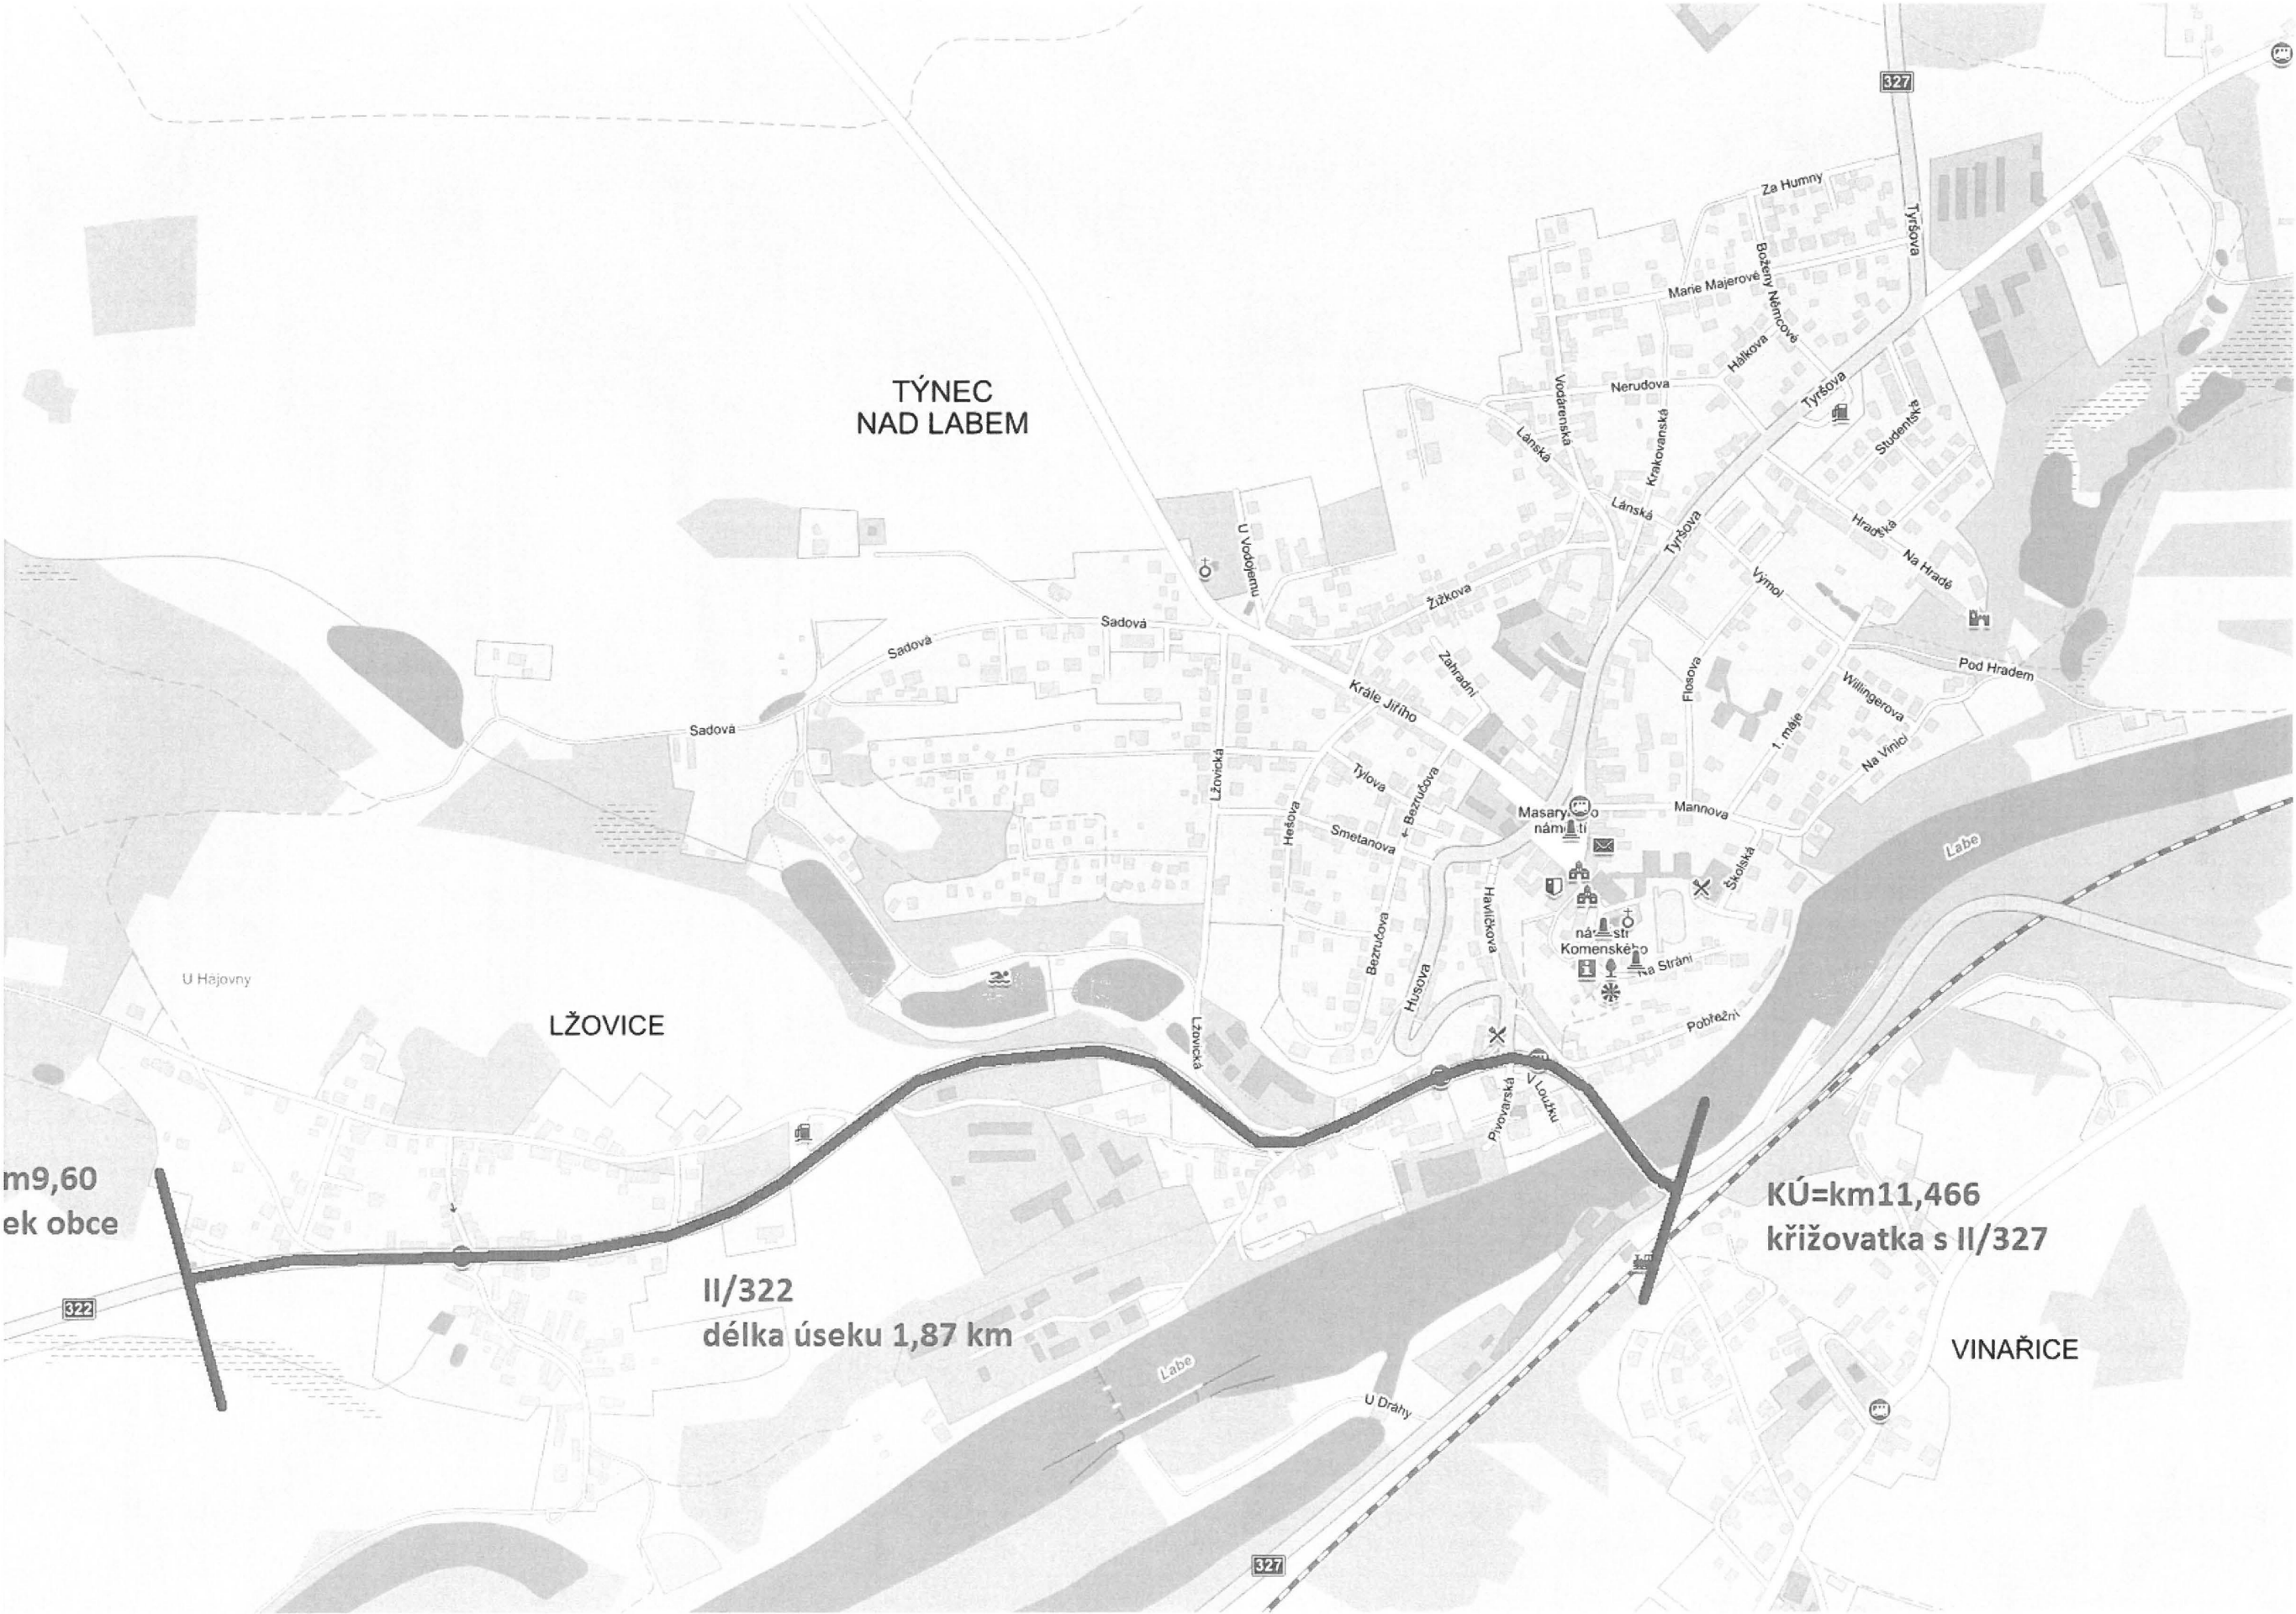 327
Za Humny
Tyršova
Boženy Němcové
Marie Majerové
Hálkova
Nerudova
Vodárenská
Tyršova
Studentská
Krakovanská
Lánská
TÝNEC
NAD LABEM
Lánská
Tyršova
Hradská
Na Hradě
U Vodojemu
Výmol
Žižkova
Sadová
Sadová
Zahradní
Flosova
Pod Hradem
Krále Jiřího
Willingerova
Sadová
1. máje
Na Vinici
Lžovická
Tylova
Bezručova
Hešova
Mannova
Smetanova
Labe
Školská
Havlíčkova
Bezručova
Komenského
Na Stráni
U Hájovny
Husova
LŽOVICE
Lžovická
Pobřežní
Pivovarská
V Loužku
m9,60
ek obce
KÚ=km11,466
křižovatka s II/327
322
II/322
délka úseku 1,87 km
VINAŘICE
Labe
U Dráhy
327